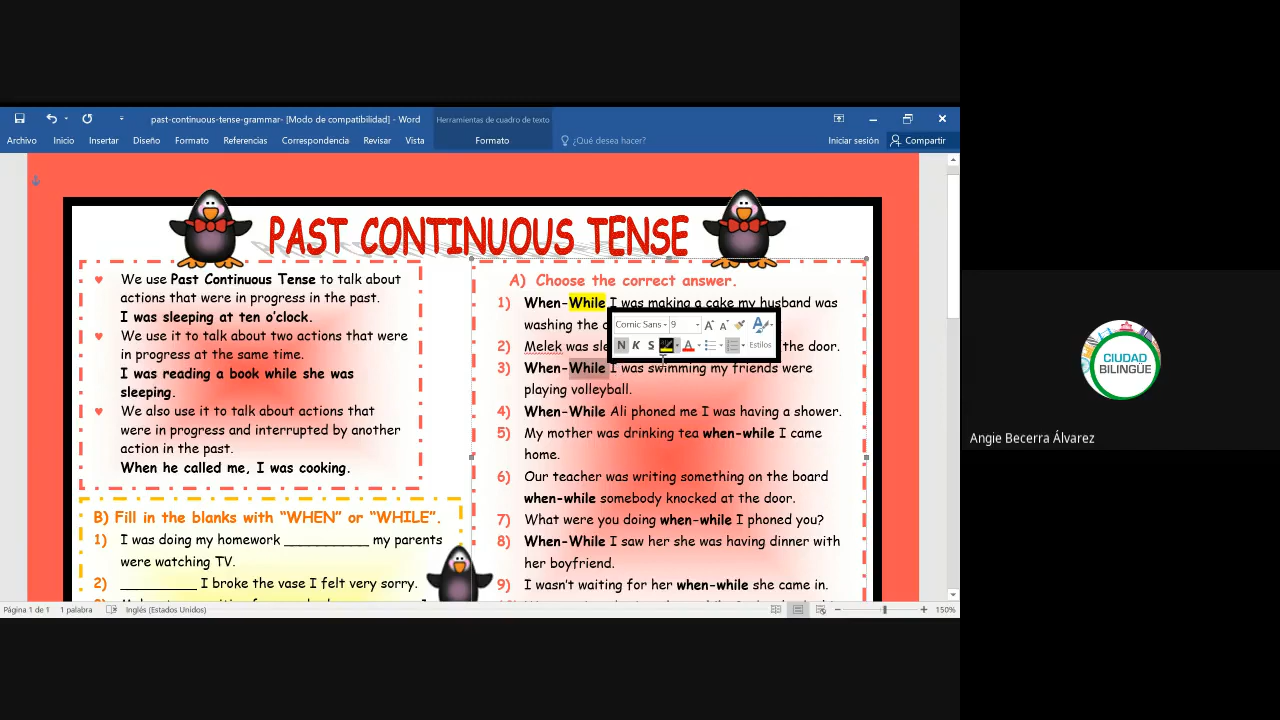 past-continuous-tense-grammar- [Modo de compatibilidad] - Word
Herramientas de cuadro de texto
Archivo Inicio Insertar Diseño Formato Referencias Correspondencia Revisar Vista Formato ¿Qué desea hacer? Iniciar sesión Compartir
PAST CONTINUOUS TENSE
♥ We use Past Continuous Tense to talk about
actions that were in progress in the past.
I was sleeping at ten o'clock.
♥ We use it to talk about two actions that were
in progress at the same time.
I was reading a book while she was
sleeping.
♥ We also use it to talk about actions that
were in progress and interrupted by another
action in the past.
When he called me, I was cooking.
B) Fill in the blanks with "WHEN" or "WHILE".
1) I was doing my homework ___________ my parents
were watching TV.
2) __________ I broke the vase I felt very sorry.
A) Choose the correct answer.
1) When-While I was making a cake my husband was
washing the
2) Melek was the door.
3) When-While I was swimming my friends were
playing volleyball.
4) When-While Ali phoned me I was having a shower.
5) My mother was drinking tea when-while I came
home.
6) Our teacher was writing something on the board
when-while somebody knocked at the door.
7) What were you doing when-while I phoned you?
8) When-While I saw her she was having dinner with
her boyfriend.
9) I wasn't waiting for her when-while she came in.
Comic Sans 9
N K S Estilos
Página 1 de 1 1 palabra Inglés (Estados Unidos) 150%
CIUDAD
BILINGÜE
Angie Becerra Álvarez